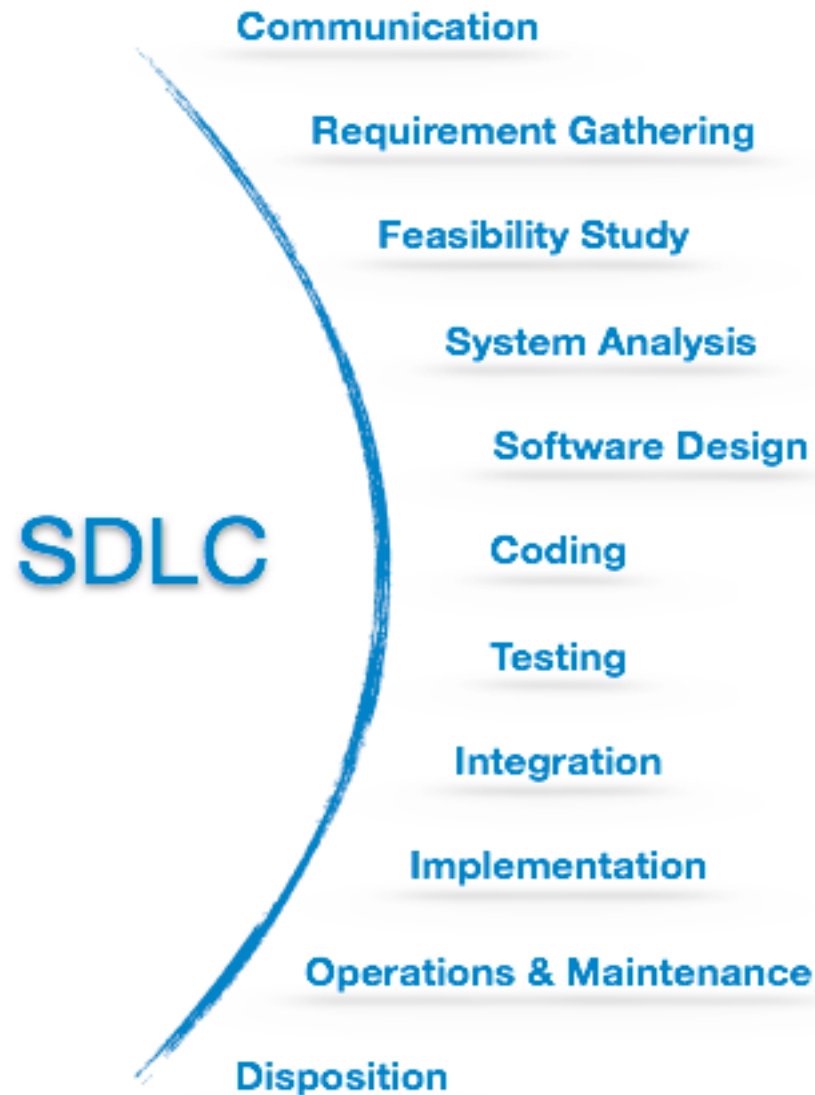 Communication
Requirement Gathering
Feasibility Study
System Analysis
Software Design
SDLC
Coding
Testing
Integration
Implementation
Operations & Maintenance
Disposition